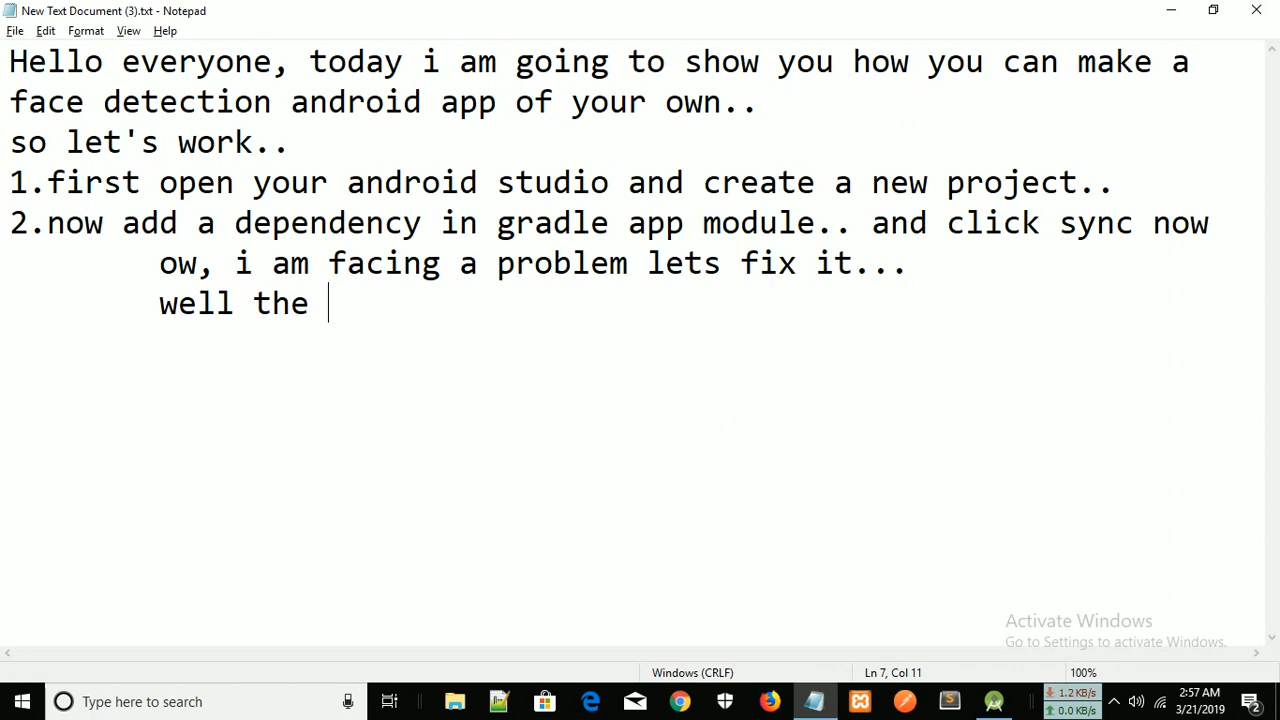 New Text Document (3).txt - Notepad
File Edit Format View Help
Hello everyone, today i am going to show you how you can make a
face detection android app of your own..
so let's work..
1.first open your android studio and create a new project..
2.now add a dependency in gradle app module.. and click sync now
ow, i am facing a problem lets fix it...
well the
Activate Windows
Go to Settings to activate Windows.
Windows (CRLF) Ln 7, Col 11 100%
Type here to search
1.2 KB/s
0.0 KB/s
2:57 AM
3/21/2019
2